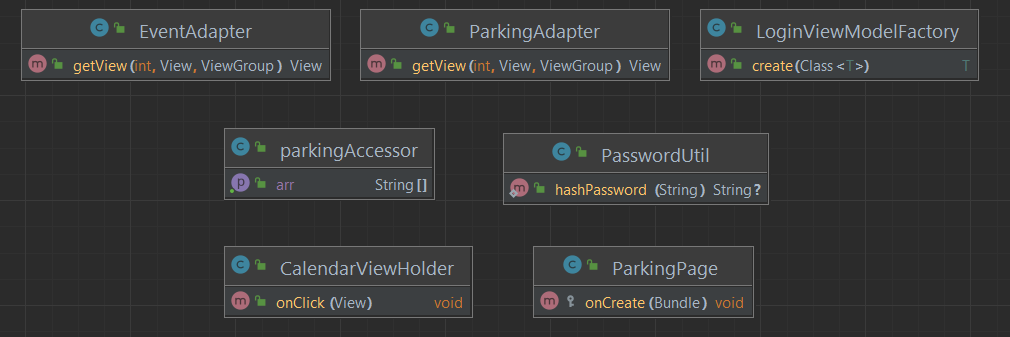 EventAdapter
getView(int, View, ViewGroup) View
ParkingAdapter
getView(int, View, ViewGroup) View
LoginViewModelFactory
create(Class<T>) T
parkingAccessor
arr String[]
PasswordUtil
hashPassword (String) String?
CalendarViewHolder
onClick (View) void
ParkingPage
onCreate (Bundle) void